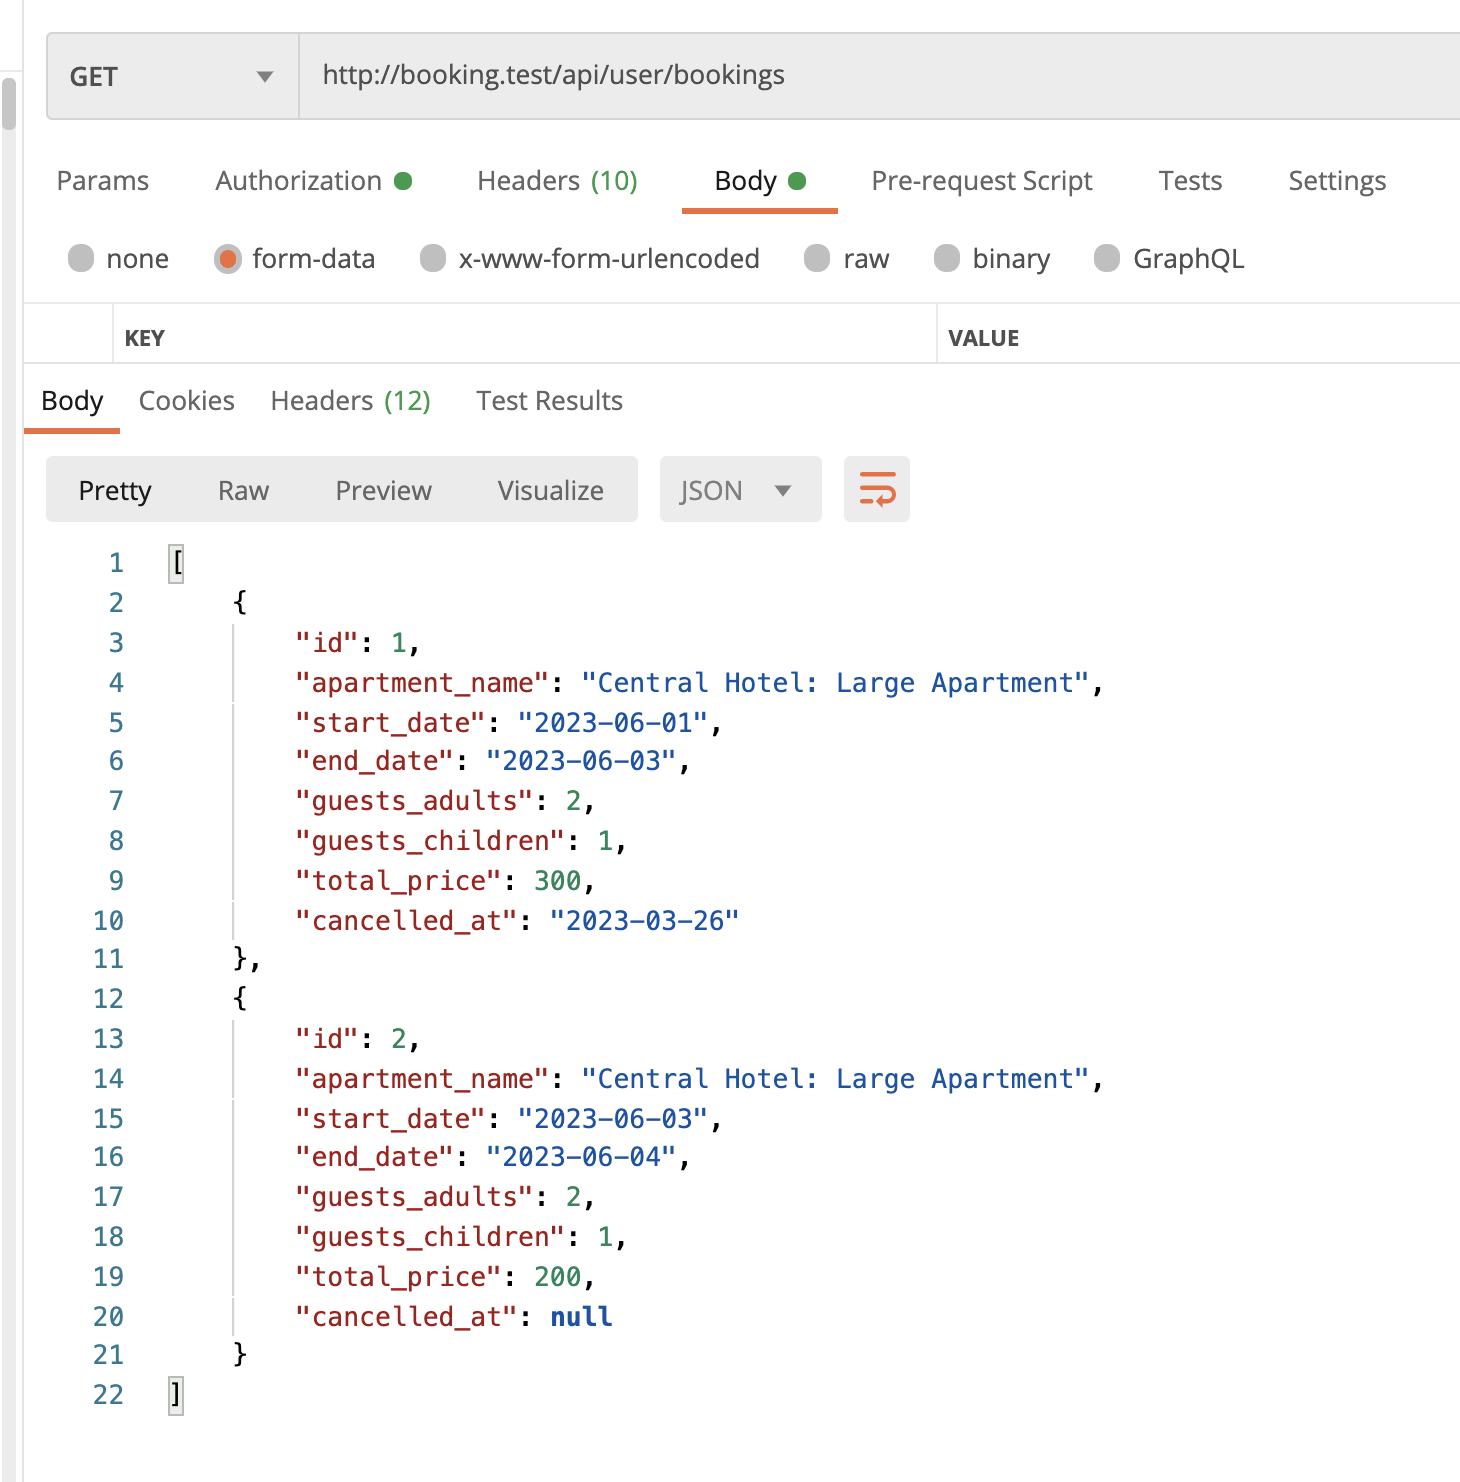 GET http://booking.test/api/user/bookings
Params Authorization Headers (10) Body Pre-request Script Tests Settings
none form-data x-www-form-urlencoded raw binary GraphQL
KEY VALUE
Body Cookies Headers (12) Test Results
Pretty Raw Preview Visualize JSON
1 [
2 {
3 "id": 1,
4 "apartment_name": "Central Hotel: Large Apartment",
5 "start_date": "2023-06-01",
6 "end_date": "2023-06-03",
7 "guests_adults": 2,
8 "guests_children": 1,
9 "total_price": 300,
10 "cancelled_at": "2023-03-26"
11 },
12 {
13 "id": 2,
14 "apartment_name": "Central Hotel: Large Apartment",
15 "start_date": "2023-06-03",
16 "end_date": "2023-06-04",
17 "guests_adults": 2,
18 "guests_children": 1,
19 "total_price": 200,
20 "cancelled_at": null
21 }
22 ]